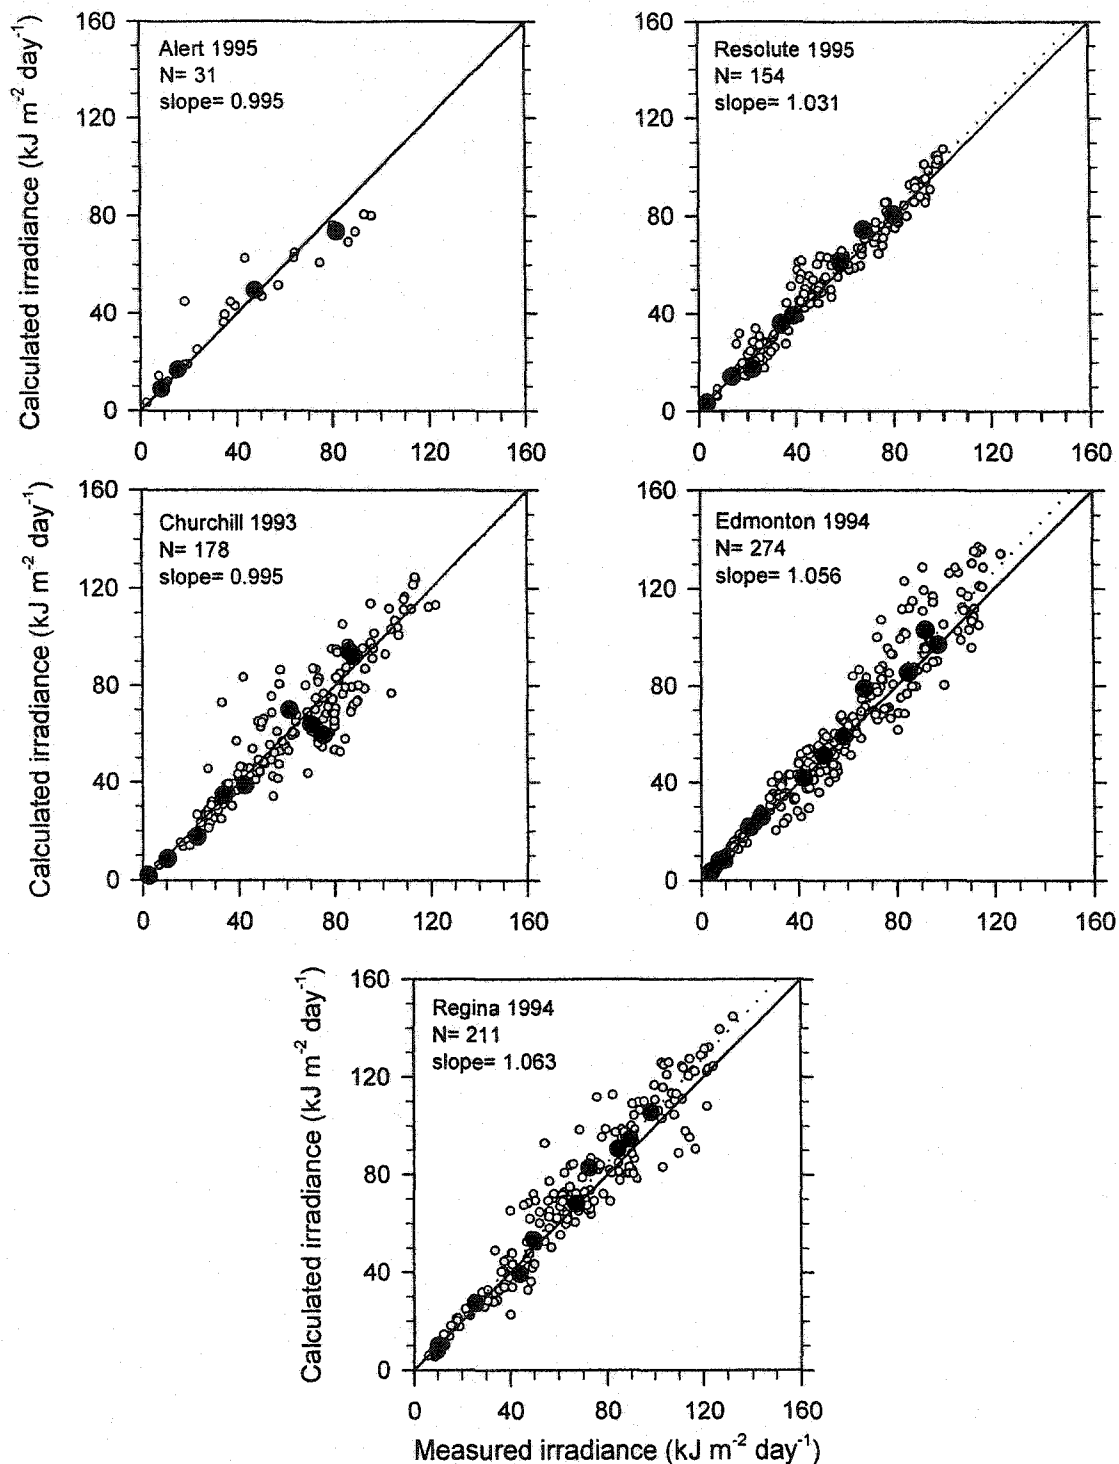 Calculated irradiance (kJ m-2 day-1)
160
120
80
40
0
Alert 1995
N= 31
slope= 0.995
0 40 80 120 160
160
120
80
40
0
Resolute 1995
N= 154
slope= 1.031
0 40 80 120 160
Calculated irradiance (kJ m-2 day-1)
160
120
80
40
0
Churchill 1993
N= 178
slope= 0.995
0 40 80 120 160
160
120
80
40
0
Edmonton 1994
N= 274
slope= 1.056
0 40 80 120 160
Calculated irradiance (kJ m-2 day-1)
160
120
80
40
0
Regina 1994
N= 211
slope= 1.063
0 40 80 120 160
Measured irradiance (kJ m-2 day-1)